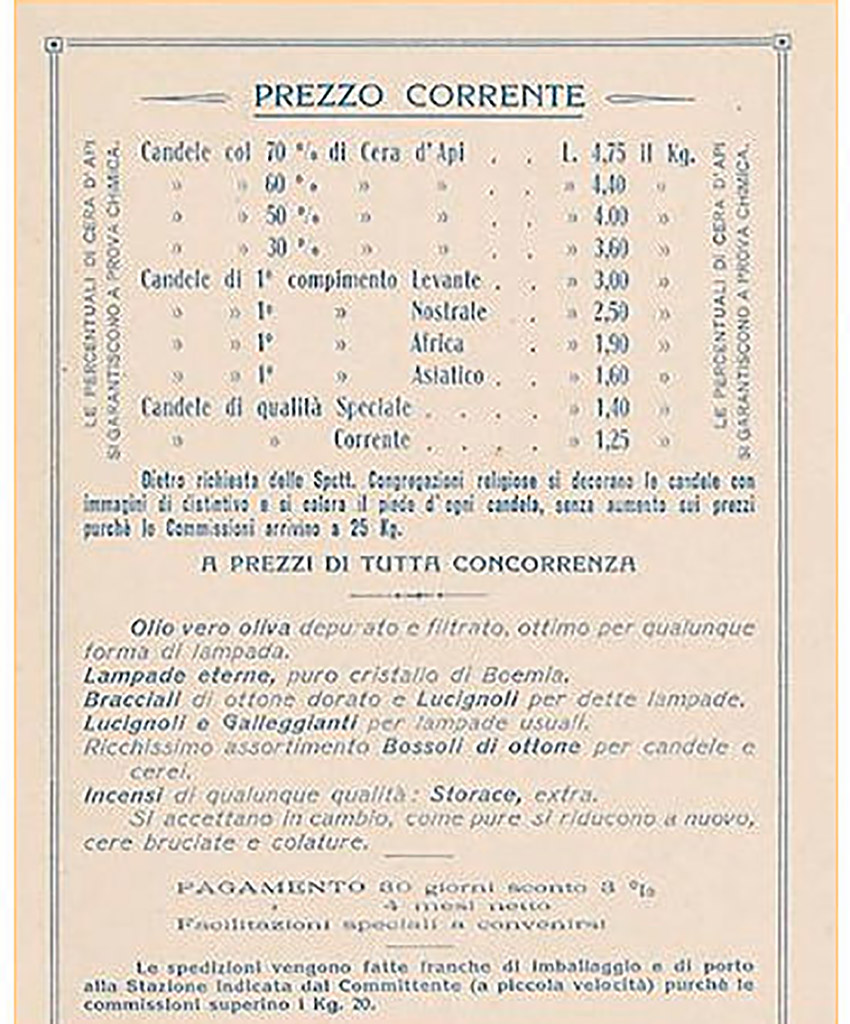 PREZZO CORRENTE
LE PERCENTUALI DI CERA D'API
SI GARANTISCONO A PROVA CHIMICA.
Candele col 70 % di Cera d'Api . . L. 4,75 il Kg.
» » 60 % » » . . » 4,40 »
» » 50 % » » . . » 4,00 »
» » 30 % » » . . » 3,60 »
Candele di 1º compimento Levante . . » 3,00 »
» » 1º » Nostrale . » 2,50 »
» » 1º » Africa . » 1,90 »
» » 1º » Asiatico . . » 1,60 »
Candele di qualità Speciale . . . . » 1,40 »
» » Corrente . . . . » 1,25 »
LE PERCENTUALI DI CERA D'API
SI GARANTISCONO A PROVA CHIMICA.
Dietro richiesta delle Spett. Congregazioni religiose si decorano le candele con
immagini di distintivo e si colora il piede d'ogni candela, senza aumento sui prezzi
purchè le Commissioni arrivino a 25 Kg.
A PREZZI DI TUTTA CONCORRENZA
Olio vero oliva depurato e filtrato, ottimo per qualunque
forma di lampada.
Lampade eterne, puro cristallo di Boemia.
Bracciali di ottone dorato e Lucignoli per dette lampade.
Lucignoli e Galleggianti per lampade usuali.
Ricchissimo assortimento Bossoli di ottone per candele e
cerei.
Incensi di qualunque qualità: Storace, extra.
Si accettano in cambio, come pure si riducono a nuovo,
cere bruciate e colature.
PAGAMENTO 30 giorni sconto 3 %
» 4 mesi netto
Facilitazioni speciali a convenirsi
Le spedizioni vengono fatte franche di imballaggio e di porto
alla Stazione indicata dal Committente (a piccola velocità) purchè le
commissioni superino i Kg. 20.